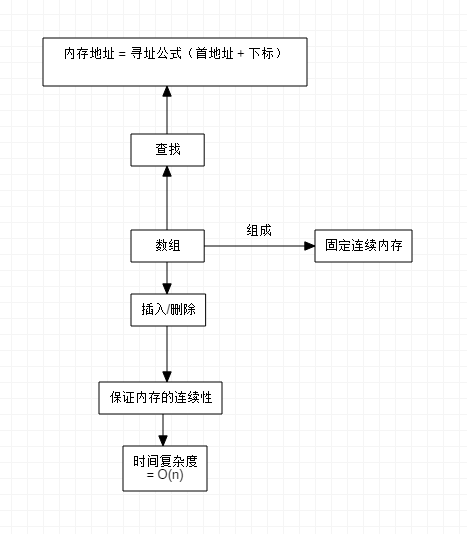 内存地址 = 寻址公式（首地址 + 下标）
查找
数组
组成
固定连续内存
插入/删除
保证内存的连续性
时间复杂度
= O(n)